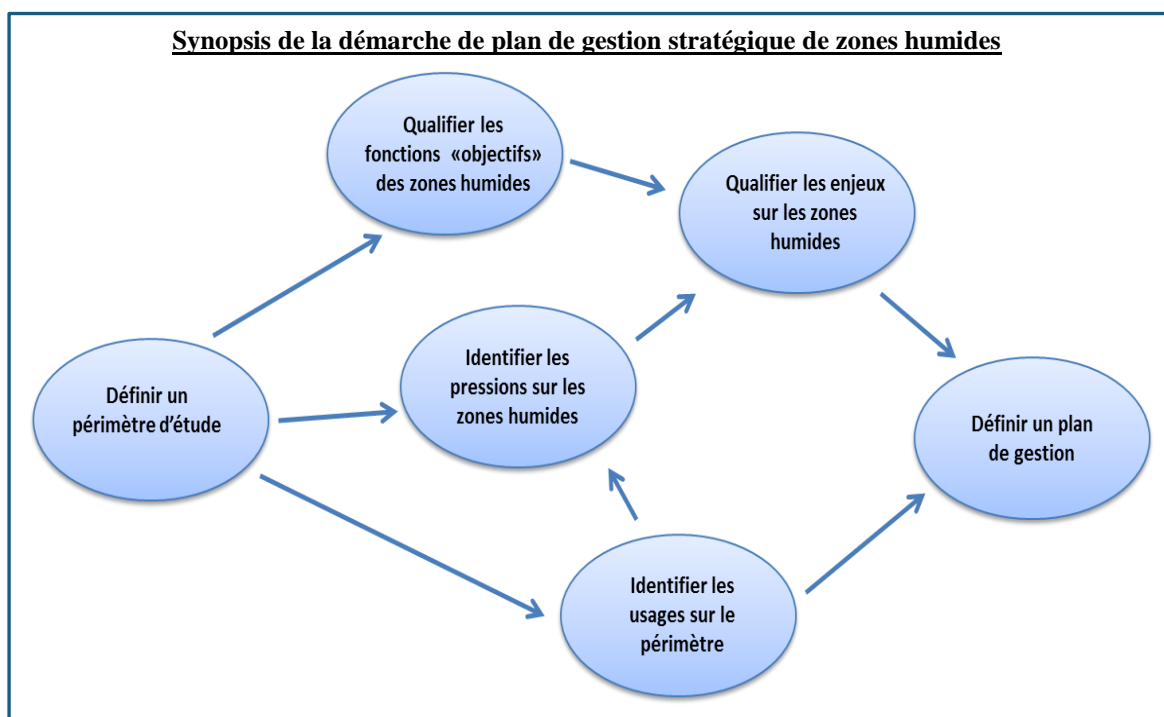 Synopsis de la démarche de plan de gestion stratégique de zones humides
Qualifier les
fonctions «objectifs»
des zones humides
Qualifier les enjeux
sur les zones
humides
Identifier les
pressions sur les
zones humides
Définir un
périmètre d'étude
Définir un plan
de gestion
Identifier les
usages sur le
périmètre